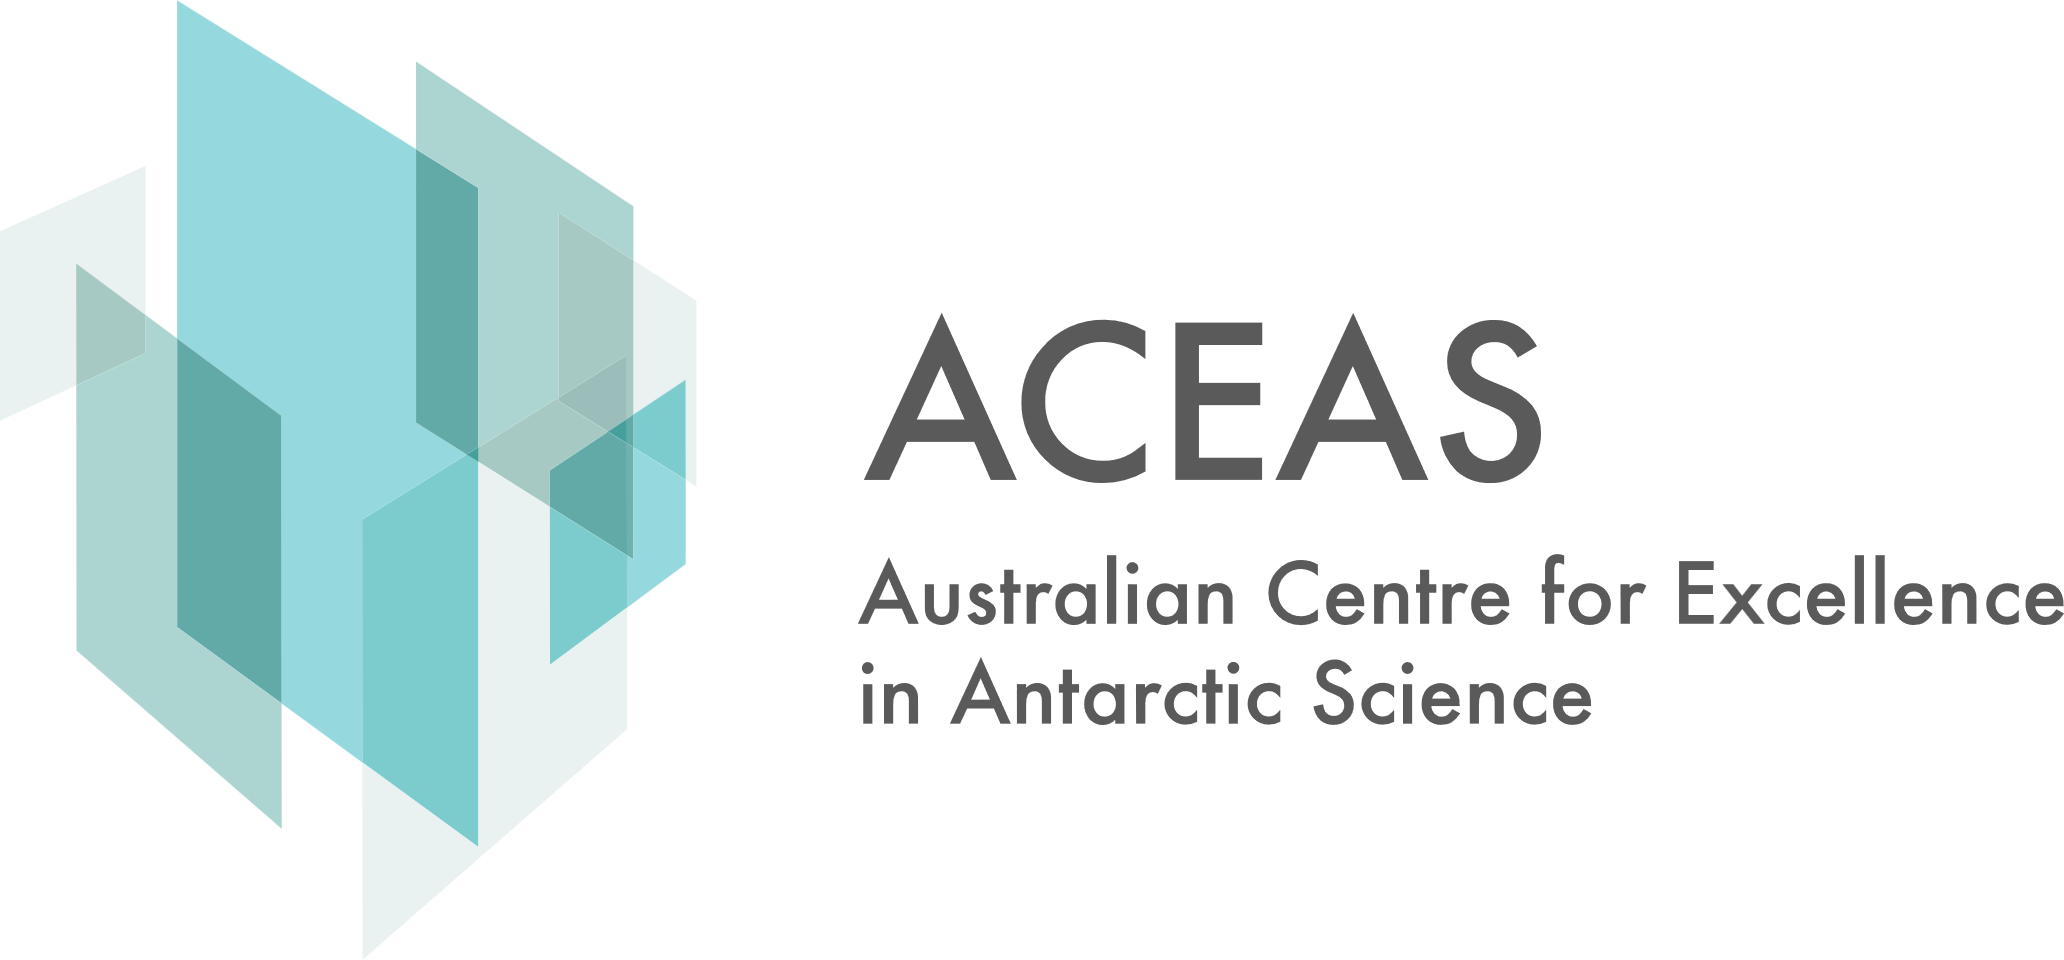 ACEAS
Australian Centre for Excellence
in Antarctic Science